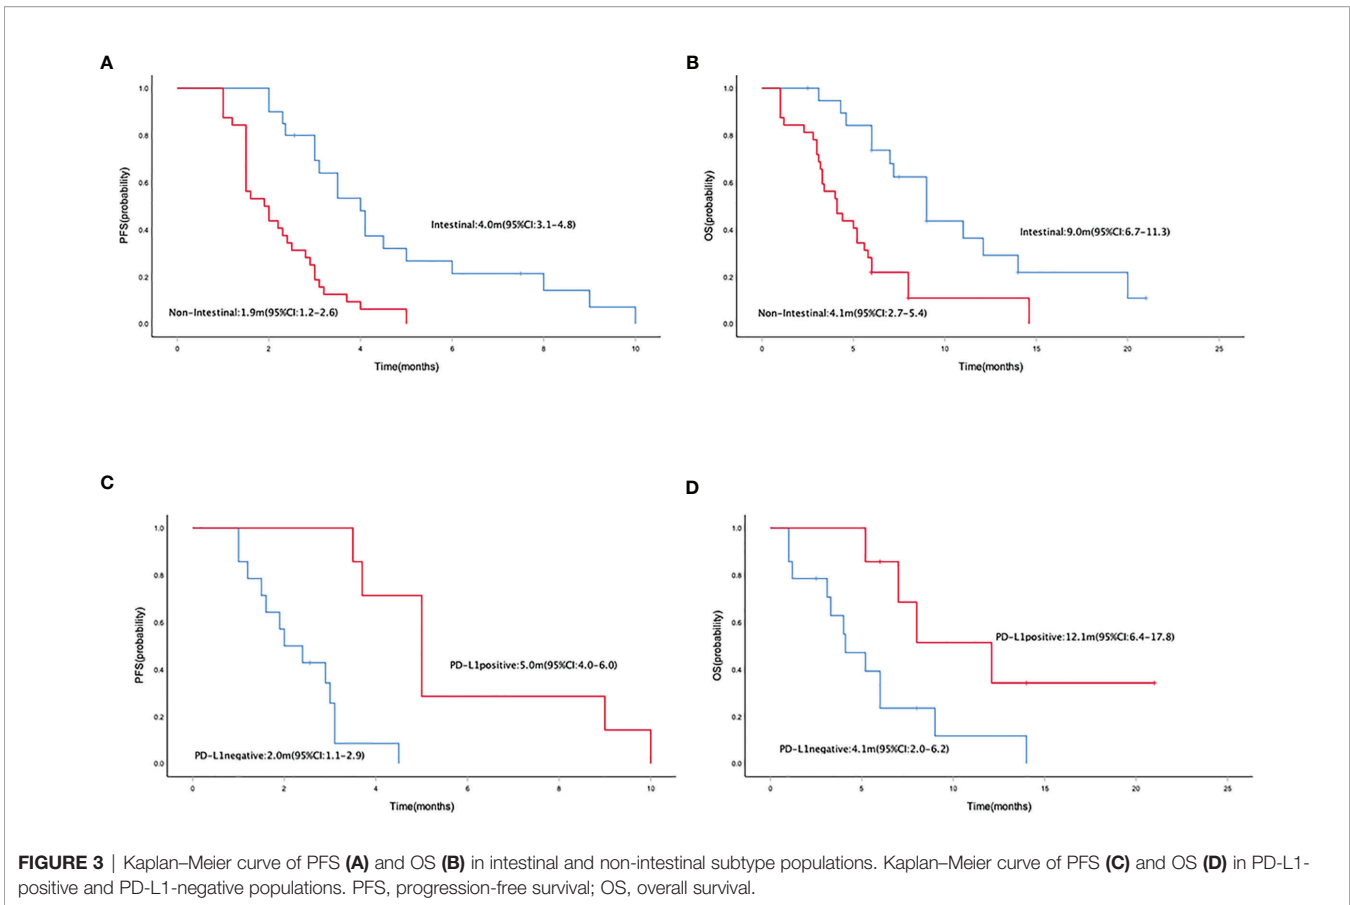 A
1.0
0.8
0.6
0.4
0.2
0.0
PFS(probability)
Intestinal:4.0m(95%CI:3.1-4.8)
Non-Intestinal:1.9m(95%CI:1.2-2.6)
0 2 4 6 8 10
Time(months)
B
1.0
0.8
0.6
0.4
0.2
0.0
OS(probability)
Intestinal:9.0m(95%CI:6.7-11.3)
Non-Intestinal:4.1m(95%CI:2.7-5.4)
0 5 10 15 20 25
Time(months)
C
1.0
0.8
0.6
0.4
0.2
0.0
PFS(probability)
PD-L1positive:5.0m(95%CI:4.0-6.0)
PD-L1negative:2.0m(95%CI:1.1-2.9)
0 2 4 6 8 10
Time(months)
D
1.0
0.8
0.6
0.4
0.2
0.0
OS(probability)
PD-L1positive:12.1m(95%CI:6.4-17.8)
PD-L1negative:4.1m(95%CI:2.0-6.2)
0 5 10 15 20 25
Time(months)
FIGURE 3 | Kaplan–Meier curve of PFS (A) and OS (B) in intestinal and non-intestinal subtype populations. Kaplan–Meier curve of PFS (C) and OS (D) in PD-L1-
positive and PD-L1-negative populations. PFS, progression-free survival; OS, overall survival.